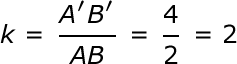 k = A′B′/AB = 4/2 = 2